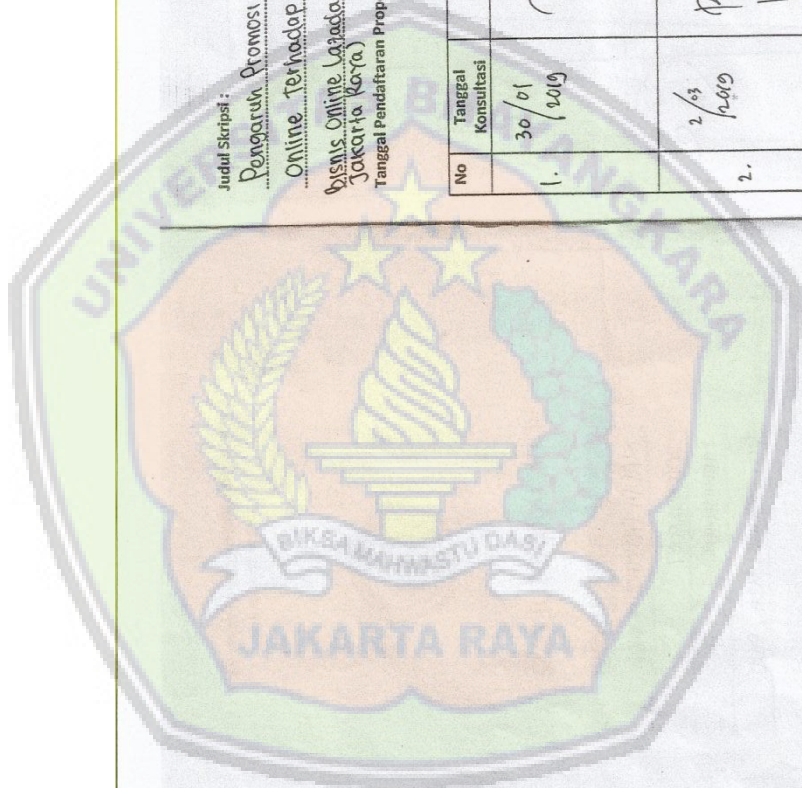 Judul Skripsi :
Pengaruh Promosi
Online Terhadap
Bisnis Online Lazada
Jakarta Raya)
Tanggal Pendaftaran Prop
No
Tanggal
Konsultasi
1.
30/01
/2019
2.
2/03
/2019
UNIVERSITAS BHAYANGKARA
BIKSA MAHWASTU DASI
JAKARTA RAYA